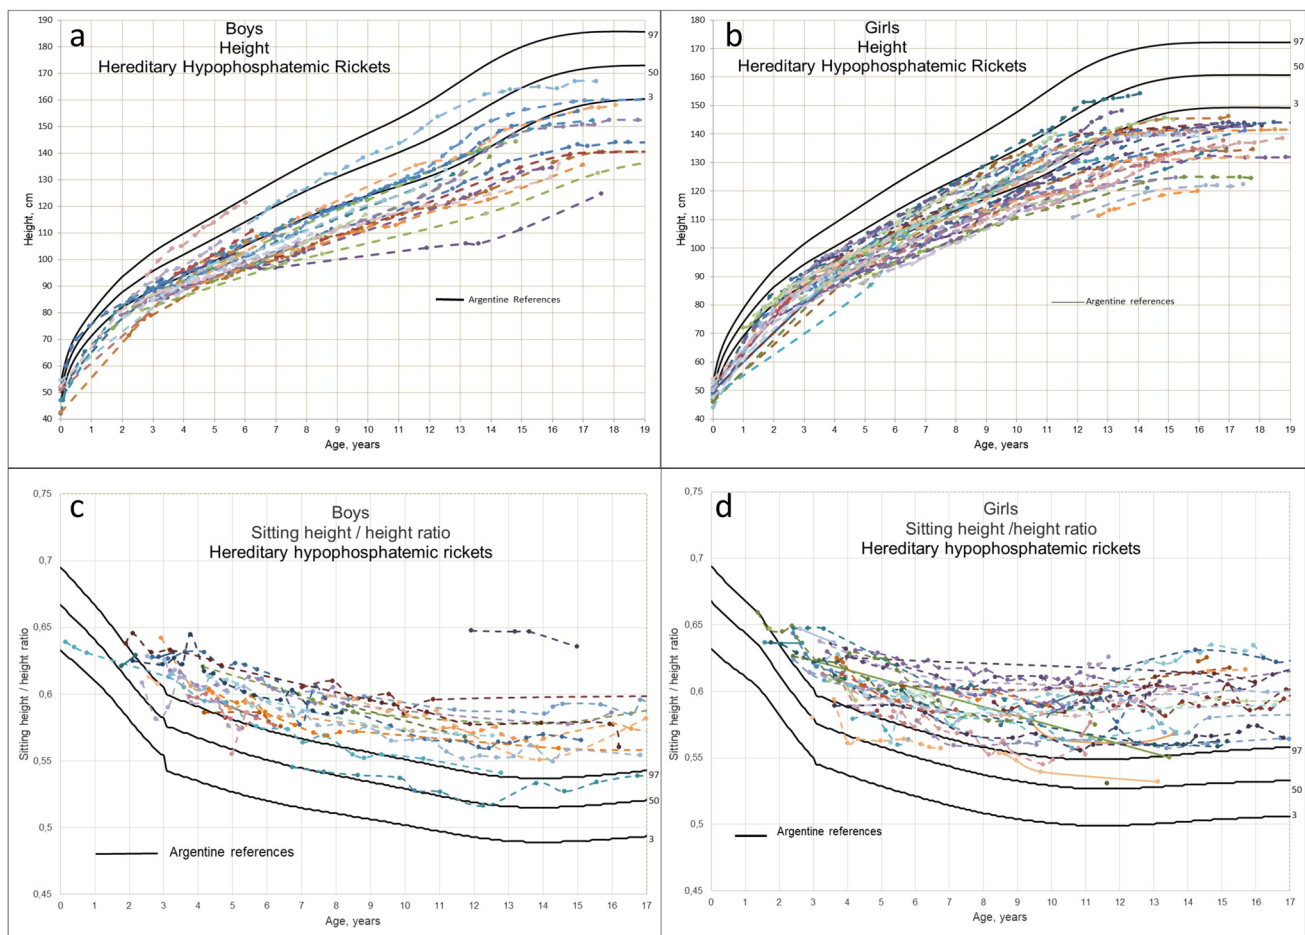 a
Boys
Height
Hereditary Hypophosphatemic Rickets
190
180
170
160
150
140
130
120
110
100
90
80
70
60
50
40
Height, cm
97
50
3
Argentine References
0 1 2 3 4 5 6 7 8 9 10 11 12 13 14 15 16 17 18 19
Age, years
b
Girls
Height
Hereditary Hypophosphatemic Rickets
180
170
160
150
140
130
120
110
100
90
80
70
60
50
40
Height, cm
97
50
3
Argentine references
0 1 2 3 4 5 6 7 8 9 10 11 12 13 14 15 16 17 18 19
Age, years
c
Boys
Sitting height / height ratio
Hereditary hypophosphatemic rickets
0,75
0,7
0,65
0,6
0,55
0,5
0,45
Sitting / height ratio
97
50
3
Argentine references
0 1 2 3 4 5 6 7 8 9 10 11 12 13 14 15 16 17
Age, years
d
Girls
Sitting height /height ratio
Hereditary hypophosphatemic rickets
0,75
0,7
0,65
0,6
0,55
0,5
0,45
Sitting height / height ratio
97
50
3
Argentine references
0 1 2 3 4 5 6 7 8 9 10 11 12 13 14 15 16 17
Age, years